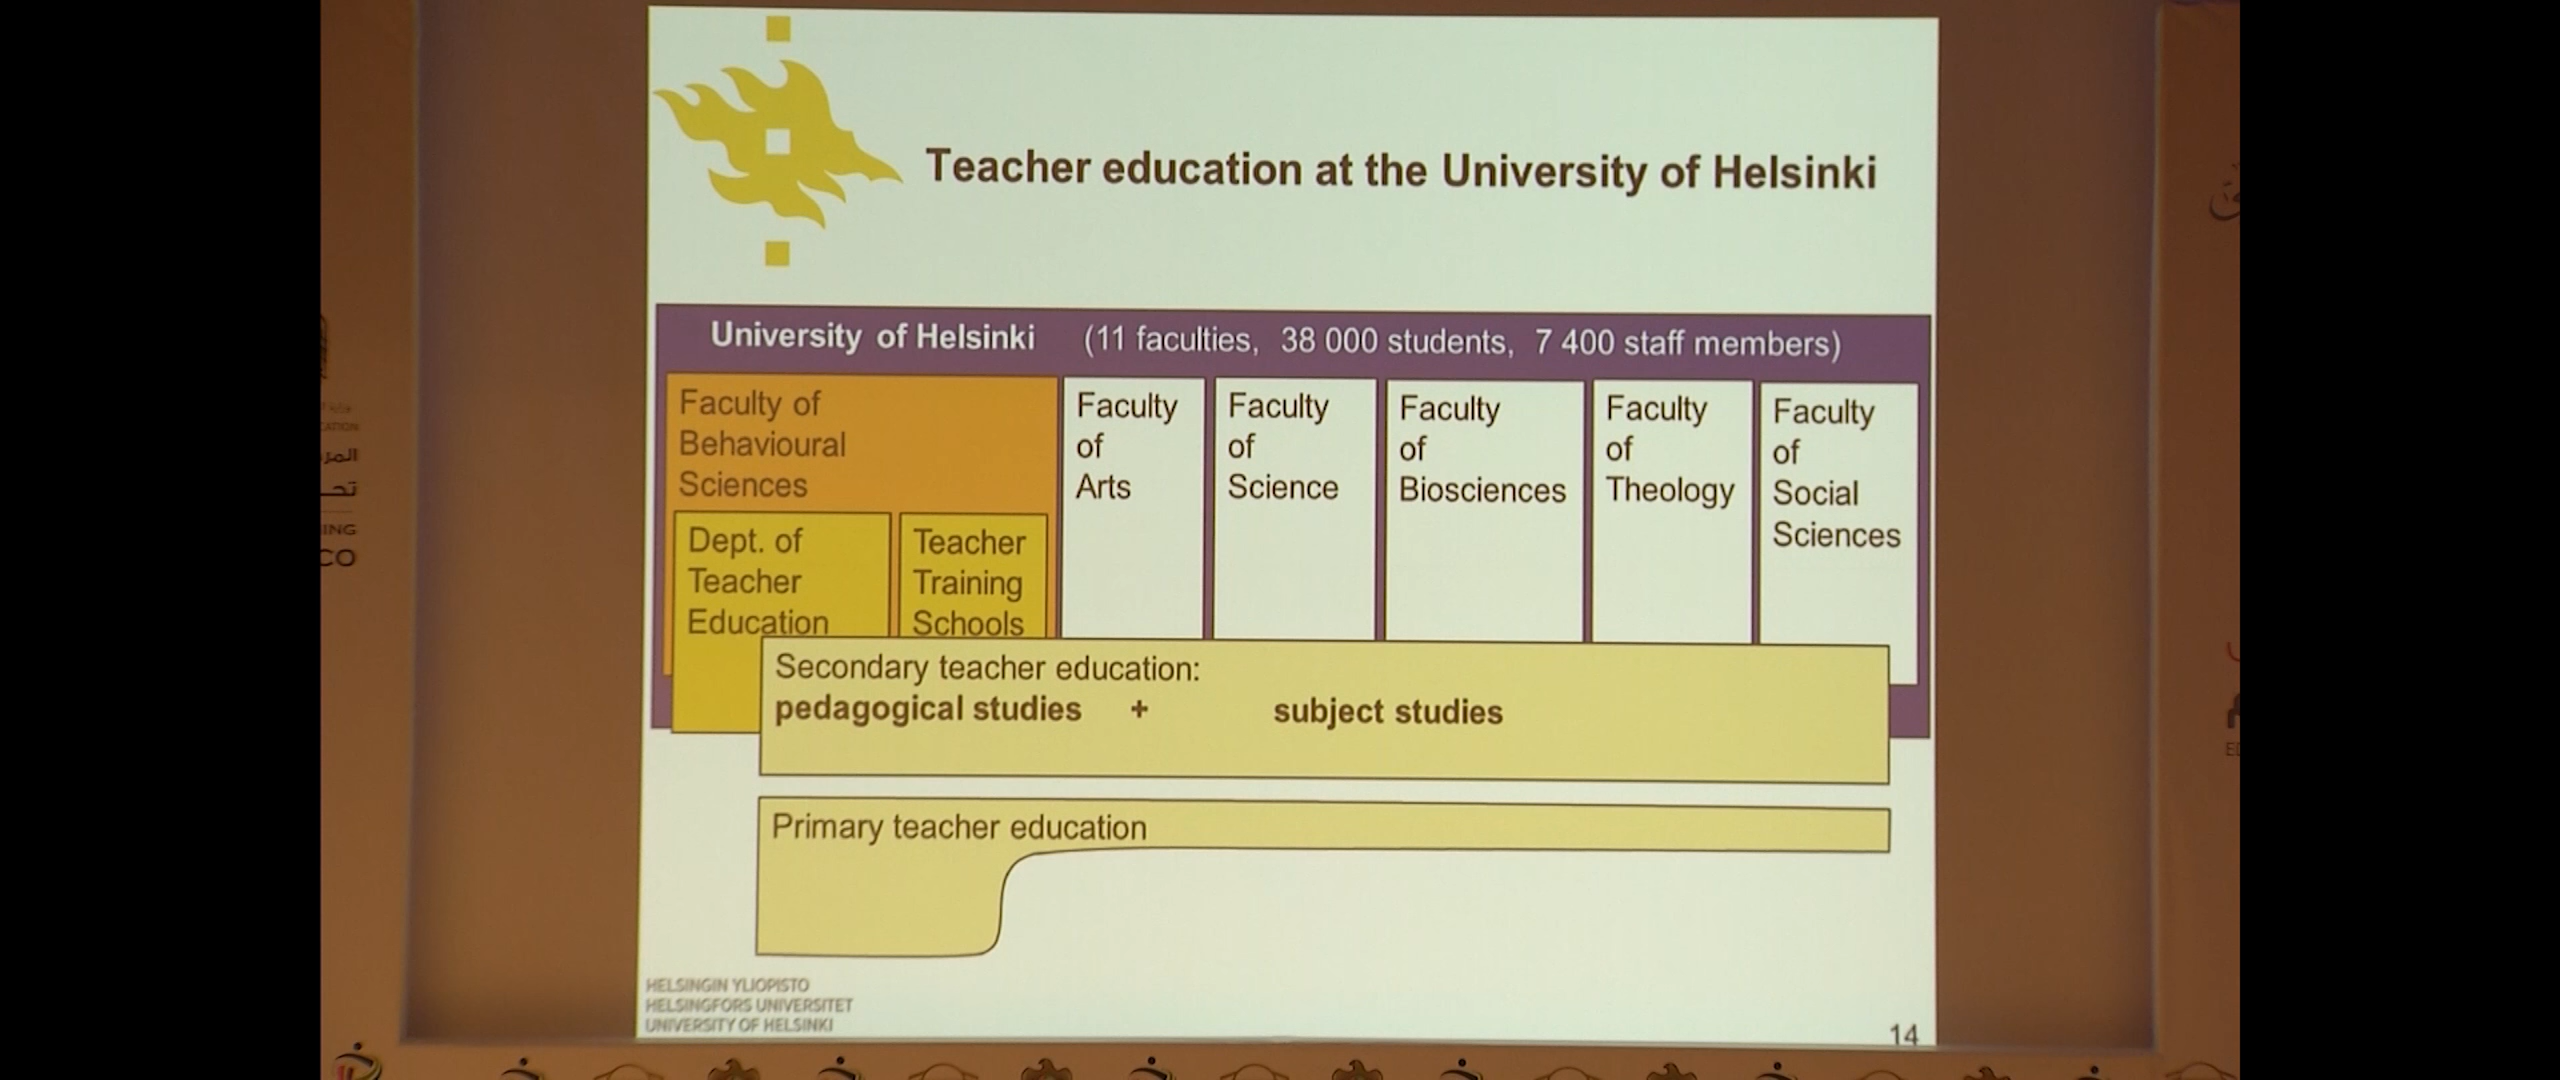 Teacher education at the University of Helsinki
University of Helsinki (11 faculties, 38 000 students, 7 400 staff members)
Faculty of
Behavioural
Sciences
Dept. of
Teacher
Education
Teacher
Training
Schools
Faculty
of
Arts
Faculty
of
Science
Faculty
of
Biosciences
Faculty
of
Theology
Faculty
of
Social
Sciences
Secondary teacher education:
pedagogical studies + subject studies
Primary teacher education
HELSINGIN YLIOPISTO
HELSINGFORS UNIVERSITET
UNIVERSITY OF HELSINKI
14